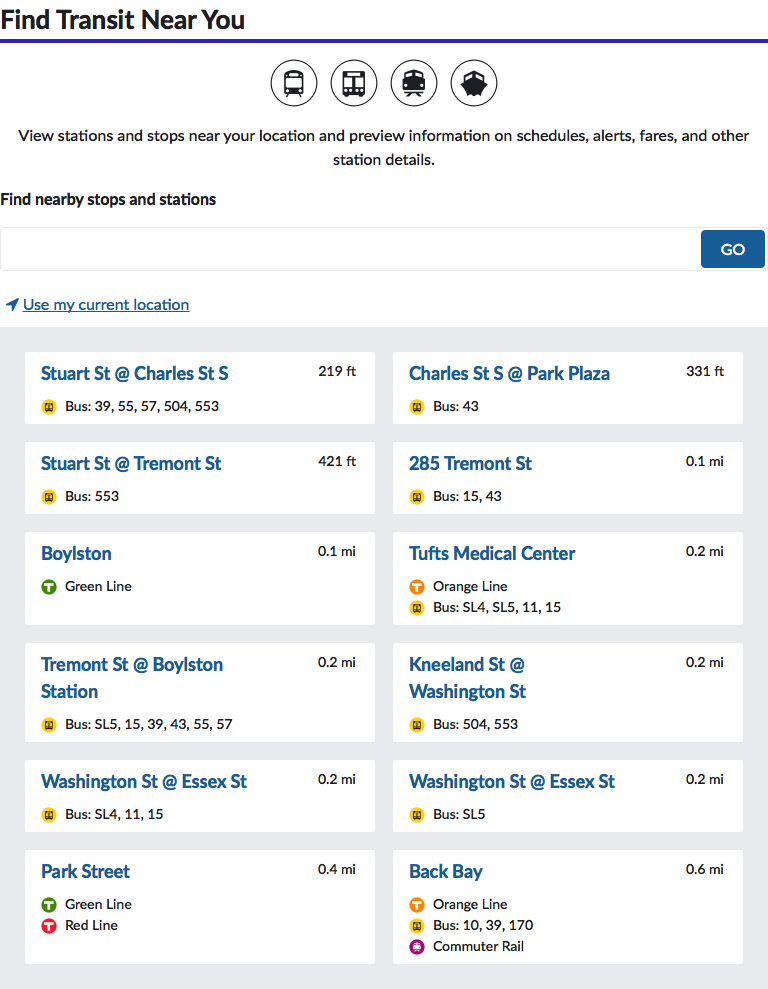 Find Transit Near You
View stations and stops near your location and preview information on schedules, alerts, fares, and other
station details.
Find nearby stops and stations
GO
Use my current location
Stuart St @ Charles St S 219 ft
Bus: 39, 55, 57, 504, 553
Charles St S @ Park Plaza 331 ft
Bus: 43
Stuart St @ Tremont St 421 ft
Bus: 553
285 Tremont St 0.1 mi
Bus: 15, 43
Boylston 0.1 mi
T Green Line
Tufts Medical Center 0.2 mi
T Orange Line
Bus: SL4, SL5, 11, 15
Tremont St @ Boylston 0.2 mi
Station
Bus: SL5, 15, 39, 43, 55, 57
Kneeland St @ 0.2 mi
Washington St
Bus: 504, 553
Washington St @ Essex St 0.2 mi
Bus: SL4, 11, 15
Washington St @ Essex St 0.2 mi
Bus: SL5
Park Street 0.4 mi
T Green Line
T Red Line
Back Bay 0.6 mi
T Orange Line
Bus: 10, 39, 170
Commuter Rail